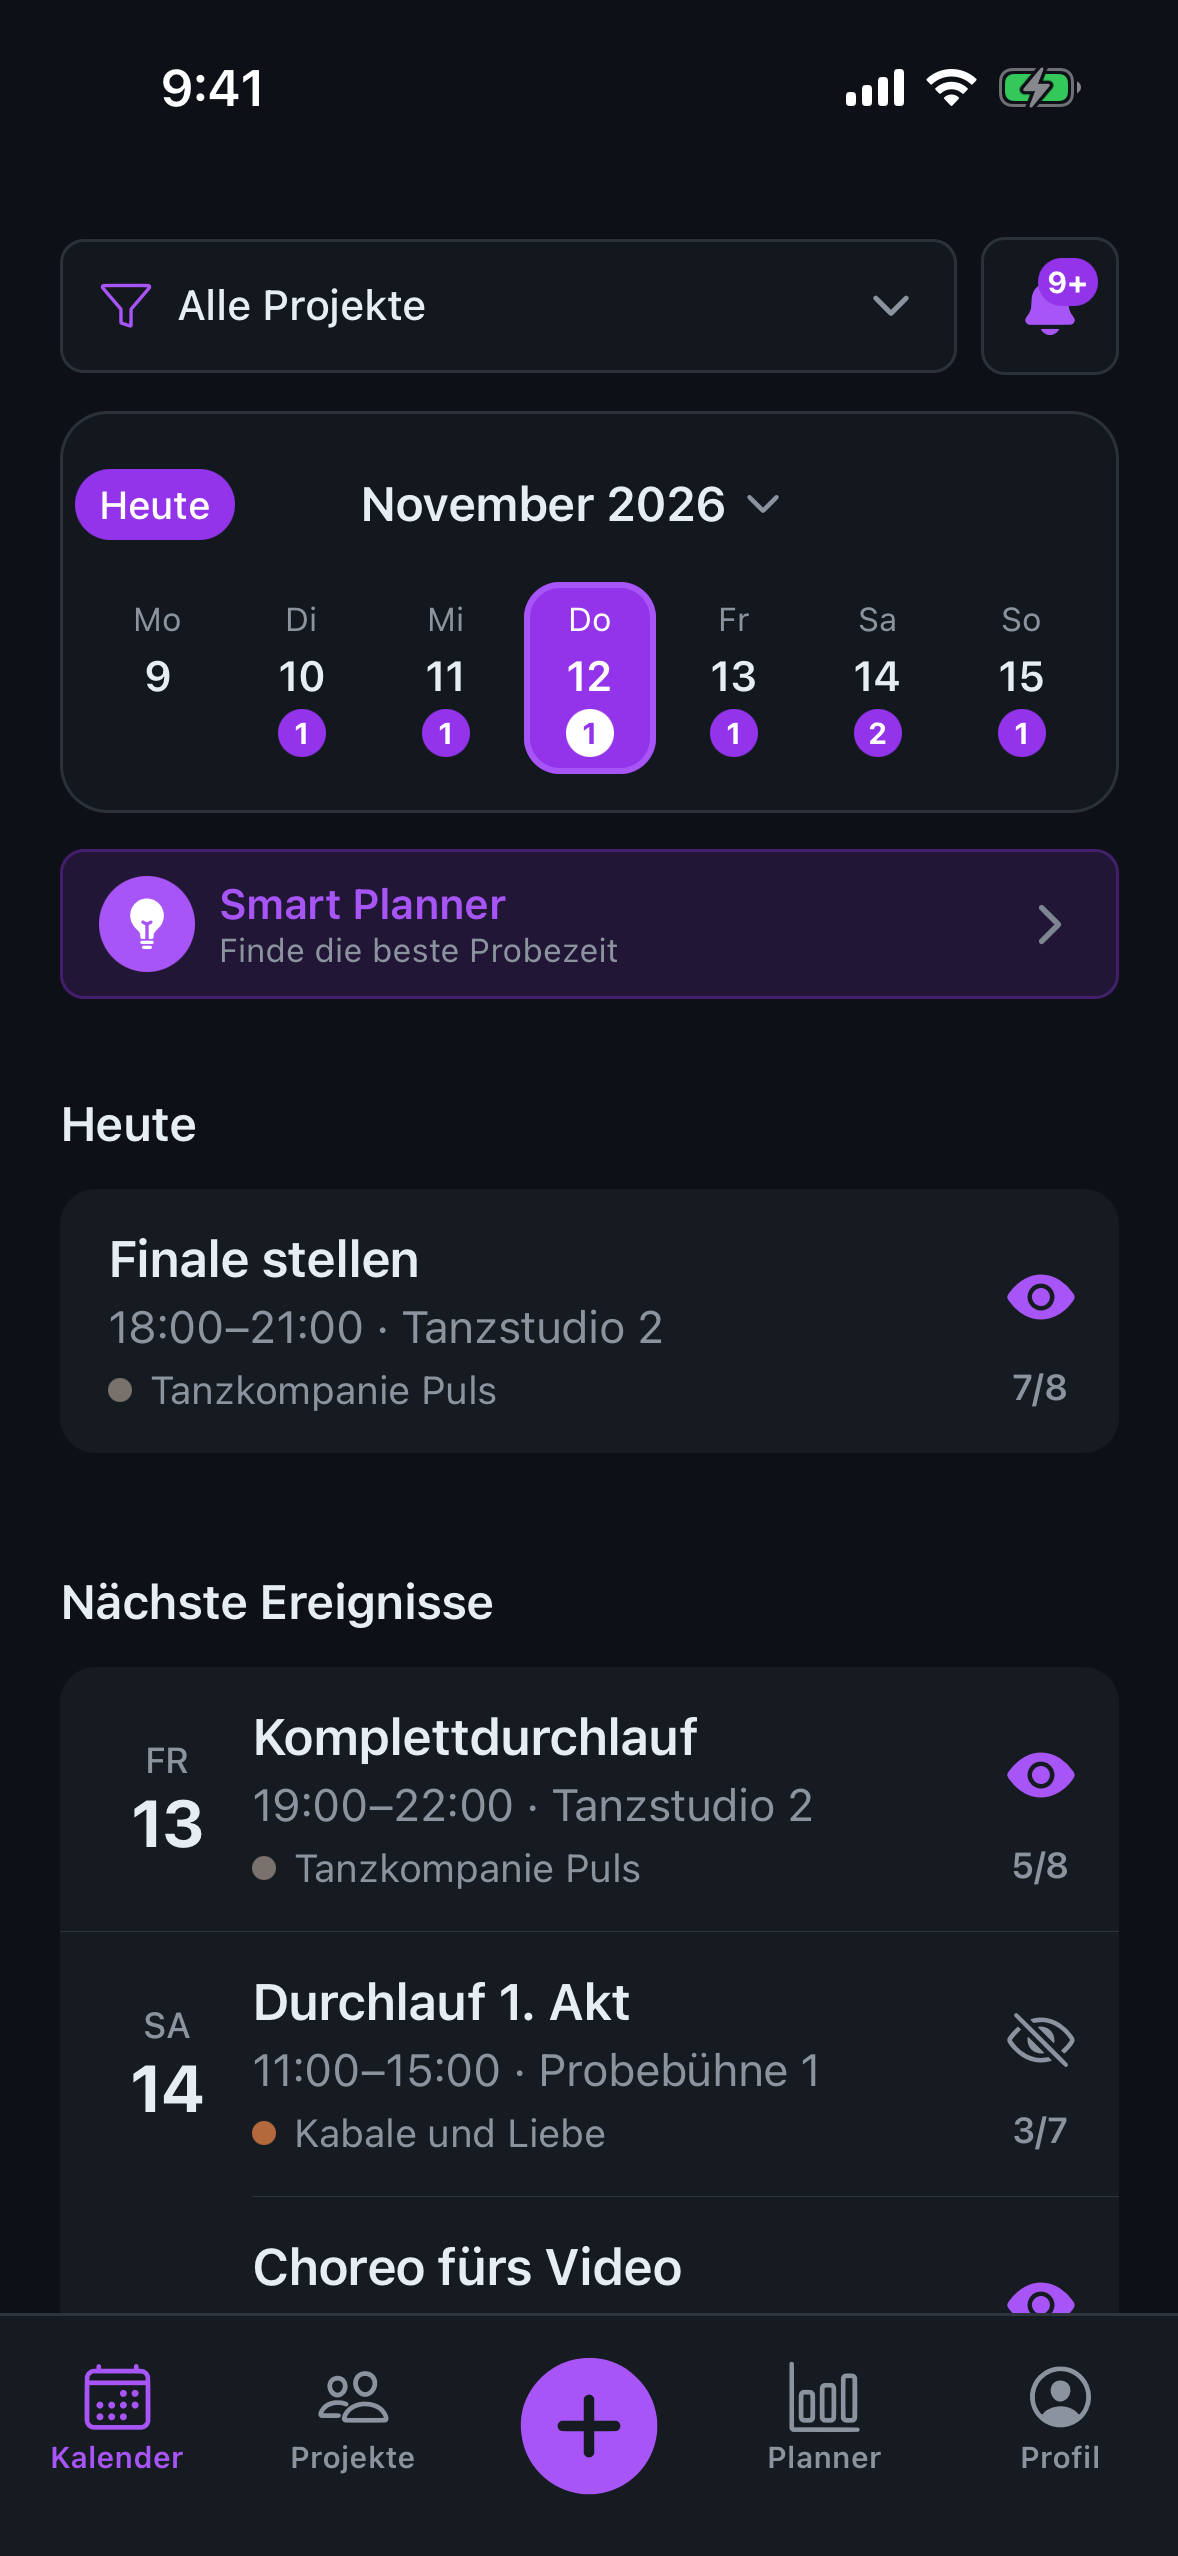 9:41
Alle Projekte
9+
Heute
November 2026
Mo Di Mi Do Fr Sa So
9 10 11 12 13 14 15
1 1 1 1 2 1
Smart Planner
Finde die beste Probezeit
Heute
Finale stellen
18:00–21:00 · Tanzstudio 2
Tanzkompanie Puls
7/8
Nächste Ereignisse
FR
13
Komplettdurchlauf
19:00–22:00 · Tanzstudio 2
Tanzkompanie Puls
5/8
SA
14
Durchlauf 1. Akt
11:00–15:00 · Probebühne 1
Kabale und Liebe
3/7
Choreo fürs Video
Kalender
Projekte
Planner
Profil